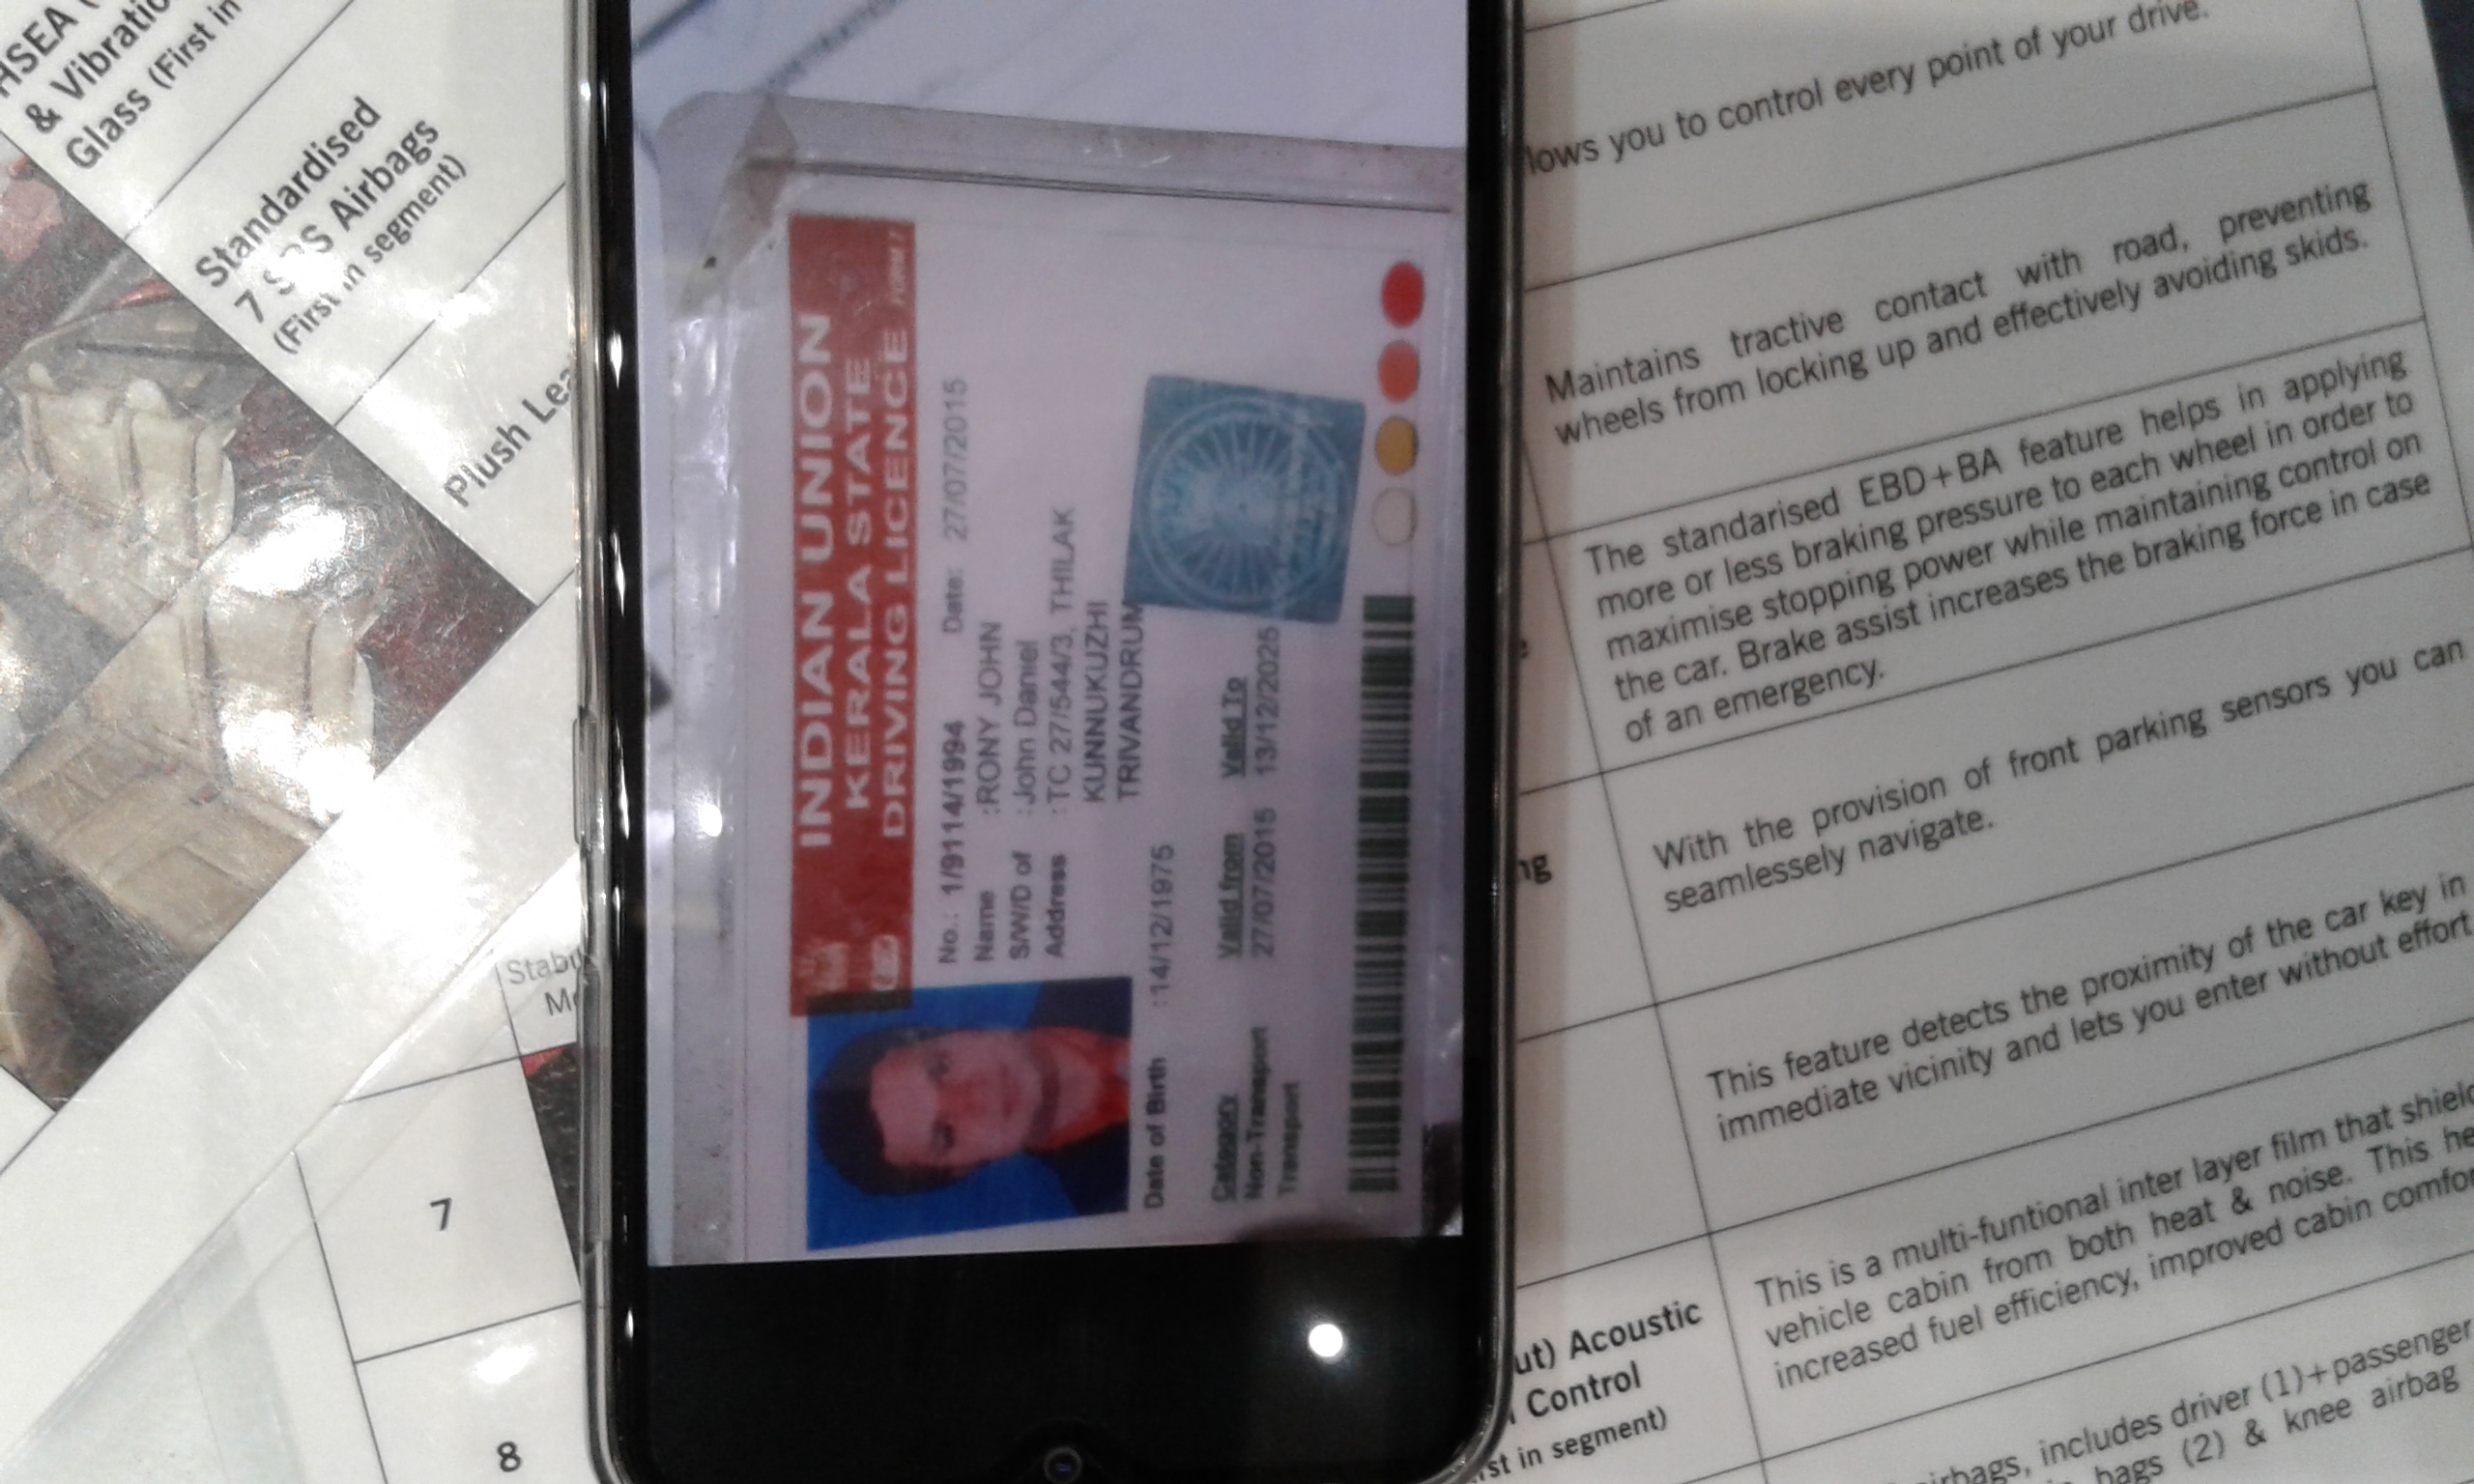 HSEA (
& Vibratio
Glass (First in
Standardised
7 S S Airbags
(First in segment)
Plush Lea
7
8
Stabi
Mo
INDIAN UNION
KERALA STATE
DRIVING LICENCE FORM 7
No.: 1/9114/1994 Date: 27/07/2015
Name :RONY JOHN
S/W/D of :John Daniel
Address :TC 27/544/3, THILAK
KUNNUKUZHI
TRIVANDRUM
Date of Birth :14/12/1975
Category Valid from Valid To
Non-Transport 27/07/2015 13/12/2025
Transport
lows you to control every point of your drive.
Maintains tractive contact with road, preventing
wheels from locking up and effectively avoiding skids.
The standarised EBD+BA feature helps in applying
more or less braking pressure to each wheel in order to
maximise stopping power while maintaining control on
the car. Brake assist increases the braking force in case
of an emergency.
ng
With the provision of front parking sensors you can
seamlessly navigate.
This feature detects the proximity of the car key in
immediate vicinity and lets you enter without effort
ut) Acoustic
Control
rst in segment)
This is a multi-funtional inter layer film that shield
vehicle cabin from both heat & noise. This he
increased fuel efficiency, improved cabin comfor
airbags, includes driver (1)+passenger
bags (2) & knee airbag